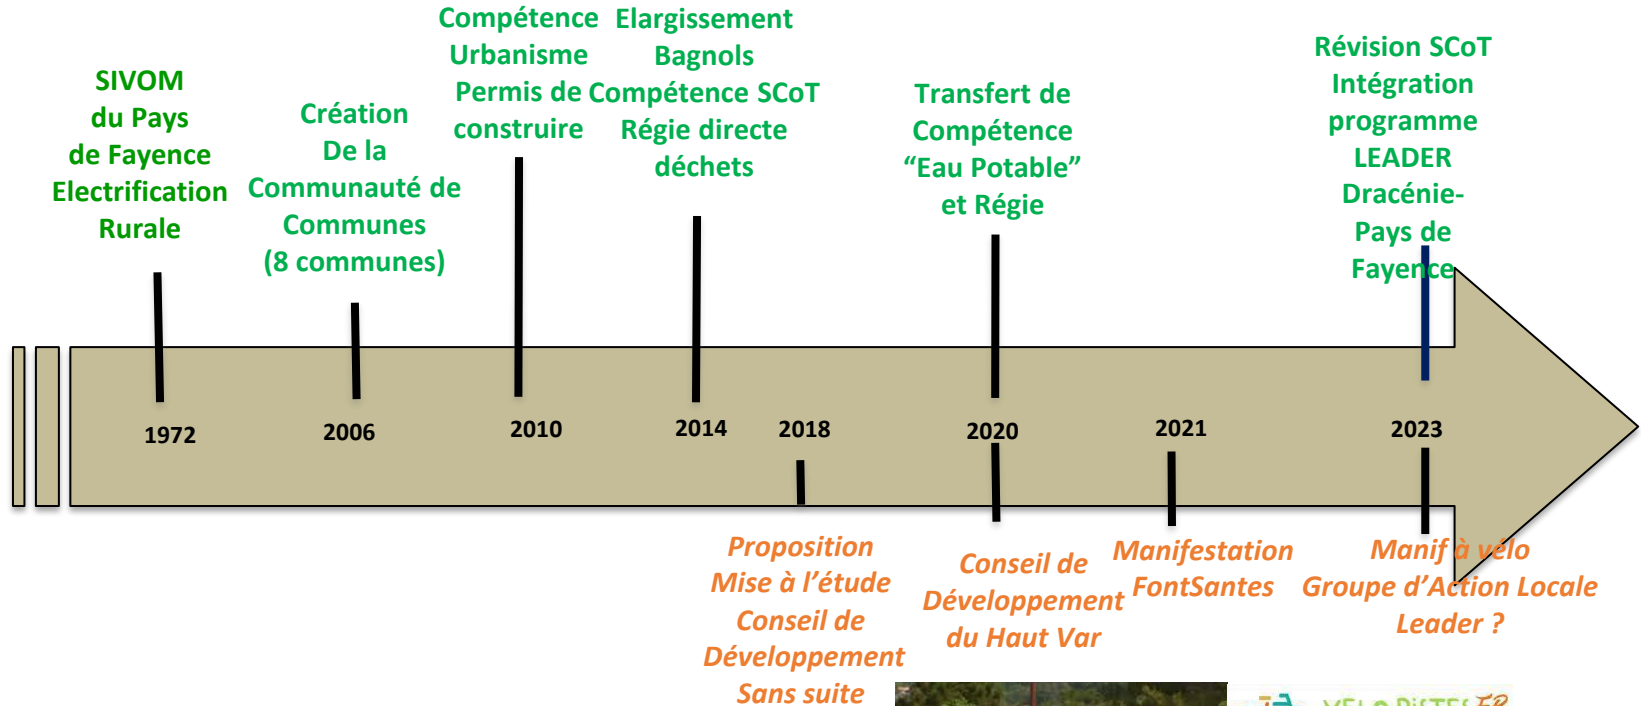 SIVOM
du Pays
de Fayence
Electrification
Rurale
Création
De la
Communauté de
Communes
(8 communes)
Compétence
Urbanisme
Permis de
construire
Elargissement
Bagnols
Compétence SCoT
Régie directe
déchets
Transfert de
Compétence
“Eau Potable”
et Régie
Révision SCoT
Intégration
programme
LEADER
Dracénie-
Pays de
Fayence
1972
2006
2010
2014
2018
2020
2021
2023
Proposition
Mise à l’étude
Conseil de
Développement
Sans suite
Conseil de
Développement
du Haut Var
Manifestation
FontSantes
Manif à vélo
Groupe d’Action Locale
Leader ?
VÉLO PiSTES FR